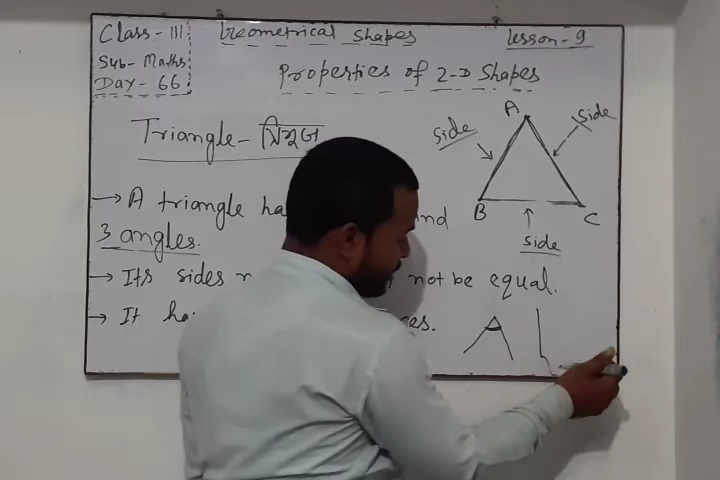 Class-III
Sub-Maths
Day-66
Geometrical shapes
Lesson-9
Properties of 2-D Shapes
Triangle- ত্রিভুজ
→ A triangle ha nd
3 angles.
→ Its sides not be equal.
→ It ha es.
A
side
side
B
C
side